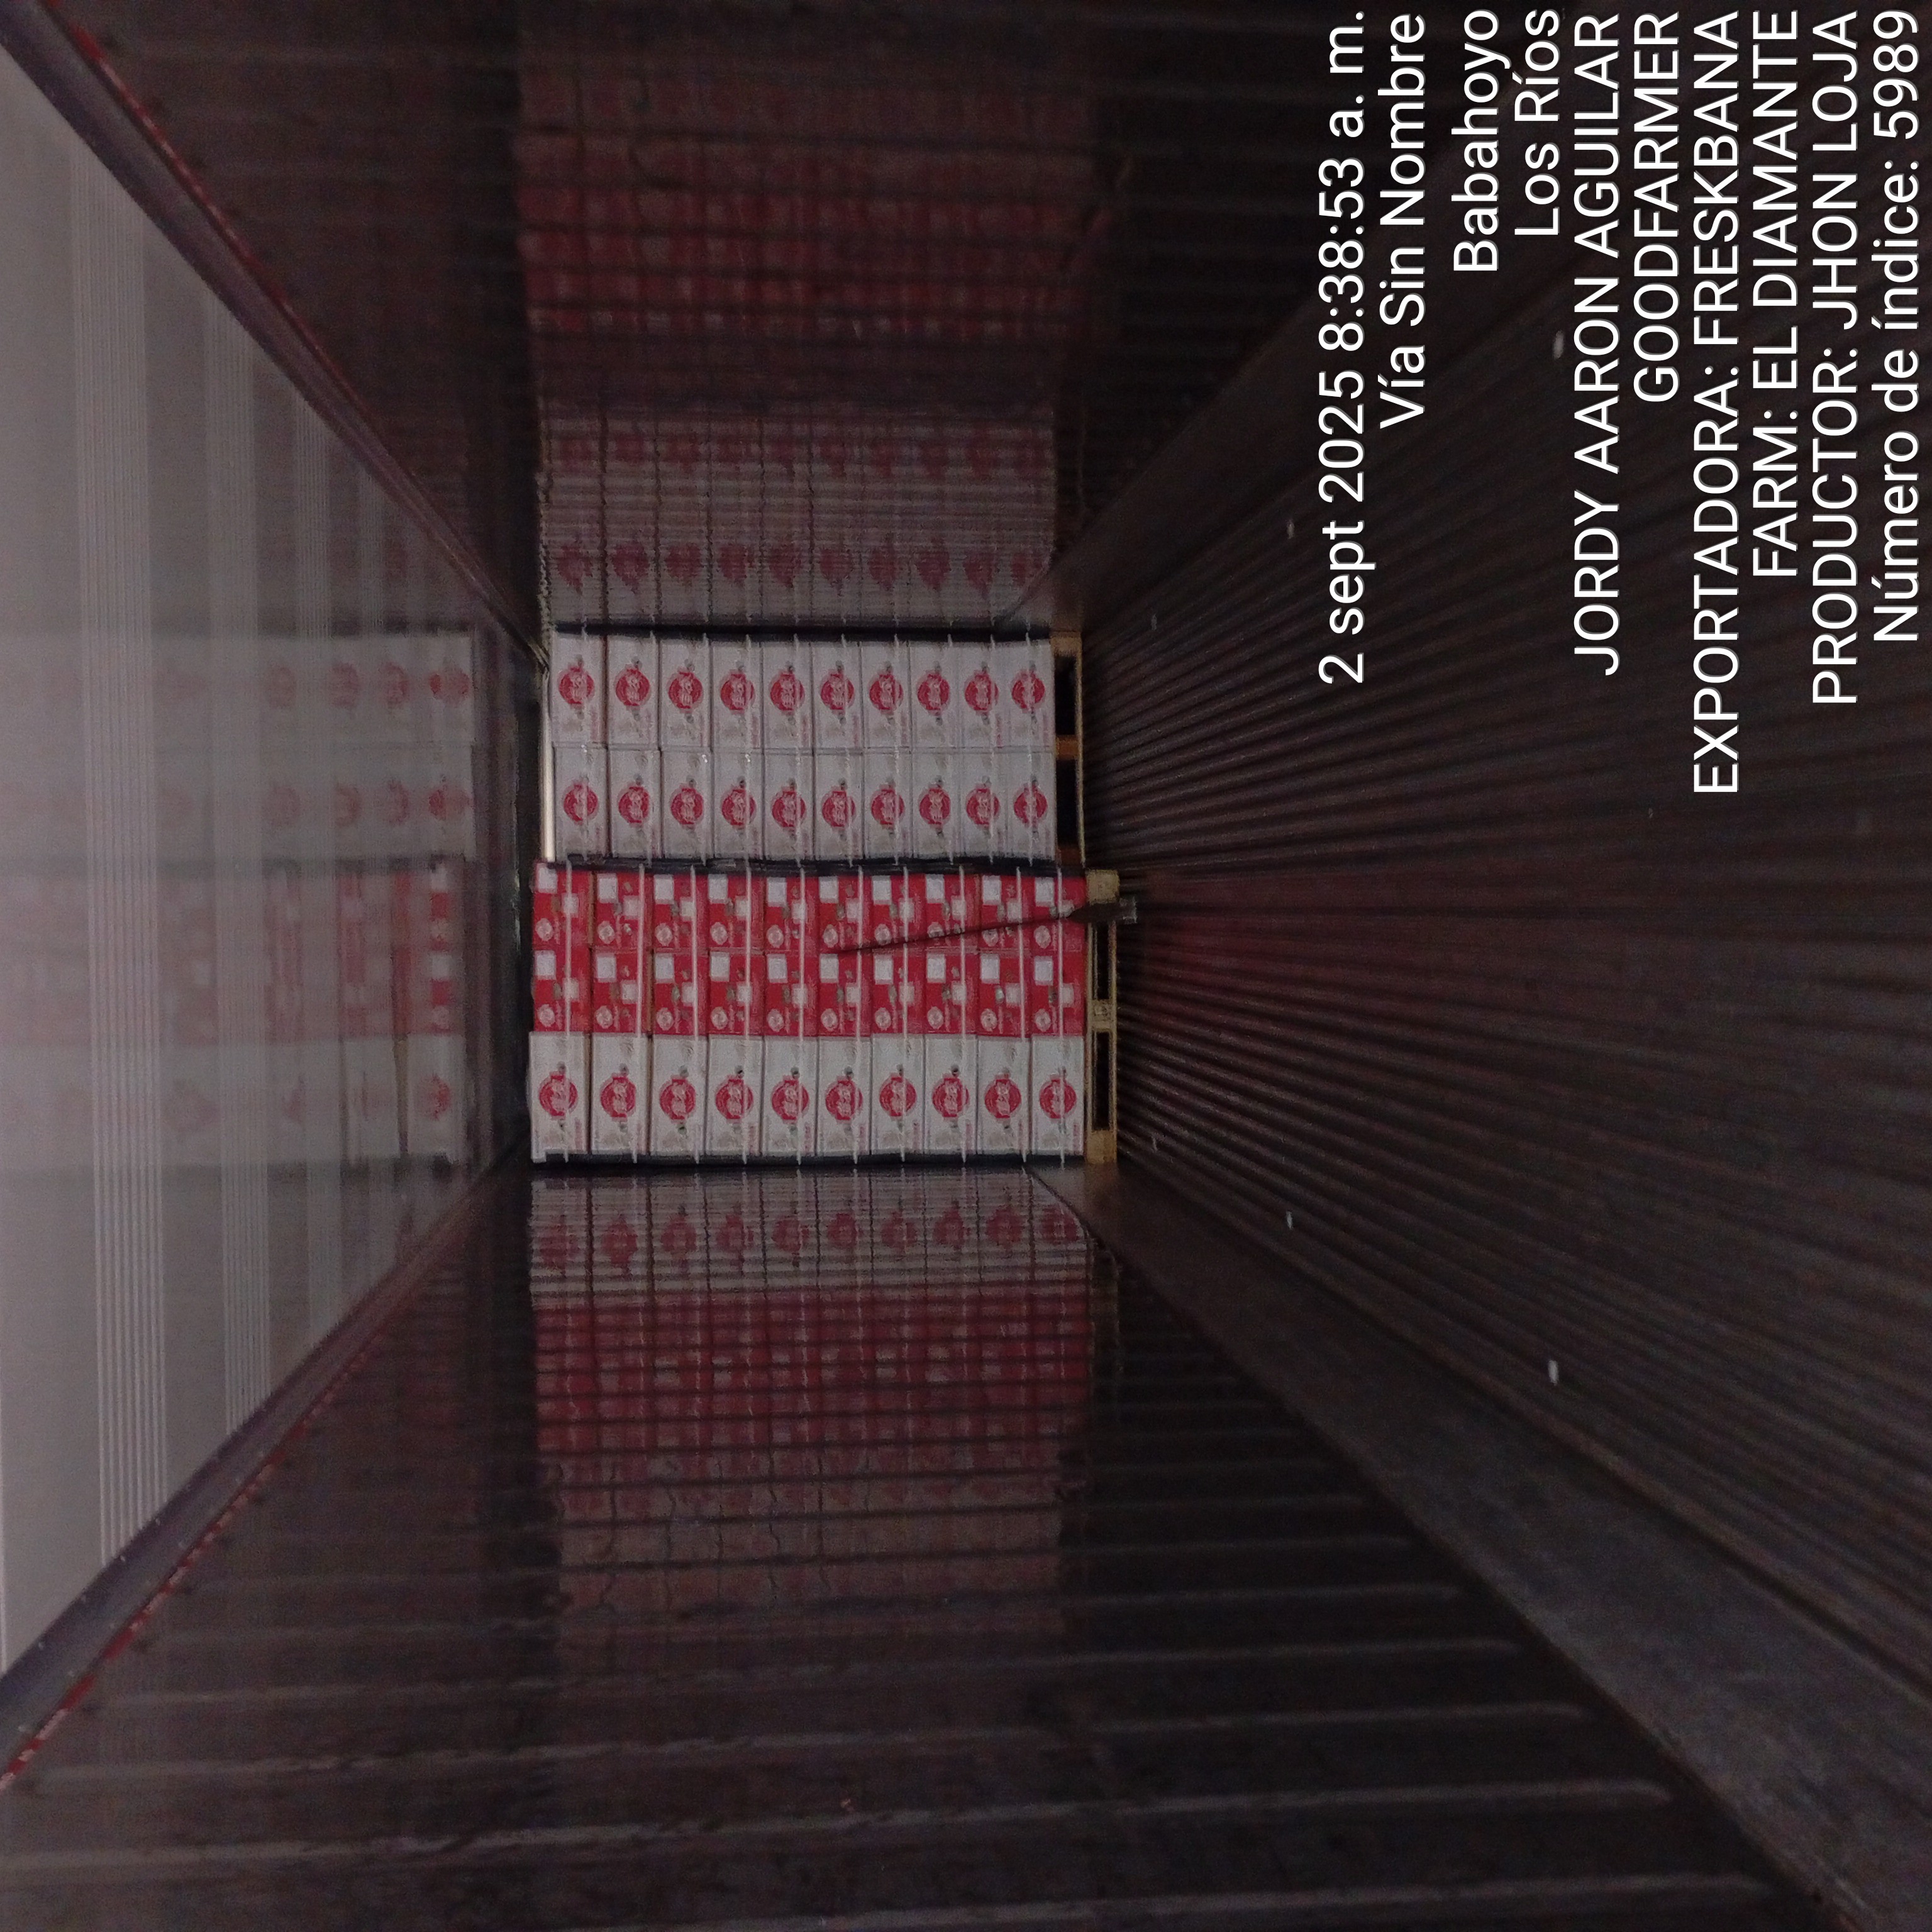 2 sept 2025 8:38:53 a. m.
Vía Sin Nombre
Babahoyo
Los Ríos
JORDY AARON AGUILAR
GOODFARMER
EXPORTADORA: FRESKBANA
FARM: EL DIAMANTE
PRODUCTOR: JHON LOJA
Número de índice: 5989